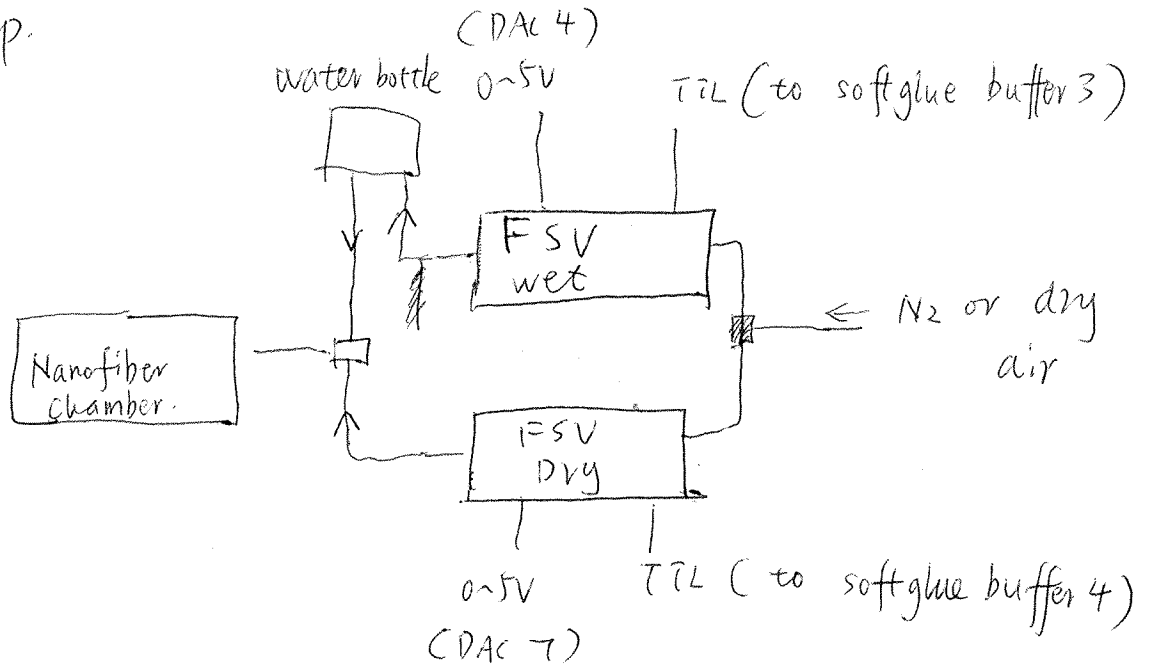 p.
(DAC 4)
water bottle 0~5V
TTL (to softglue buffer 3)
FSV
wet
← N2 or dry
air
Nanofiber
chamber.
FSV
Dry
0~5V
TTL (to softglue buffer 4)
(DAC 7)